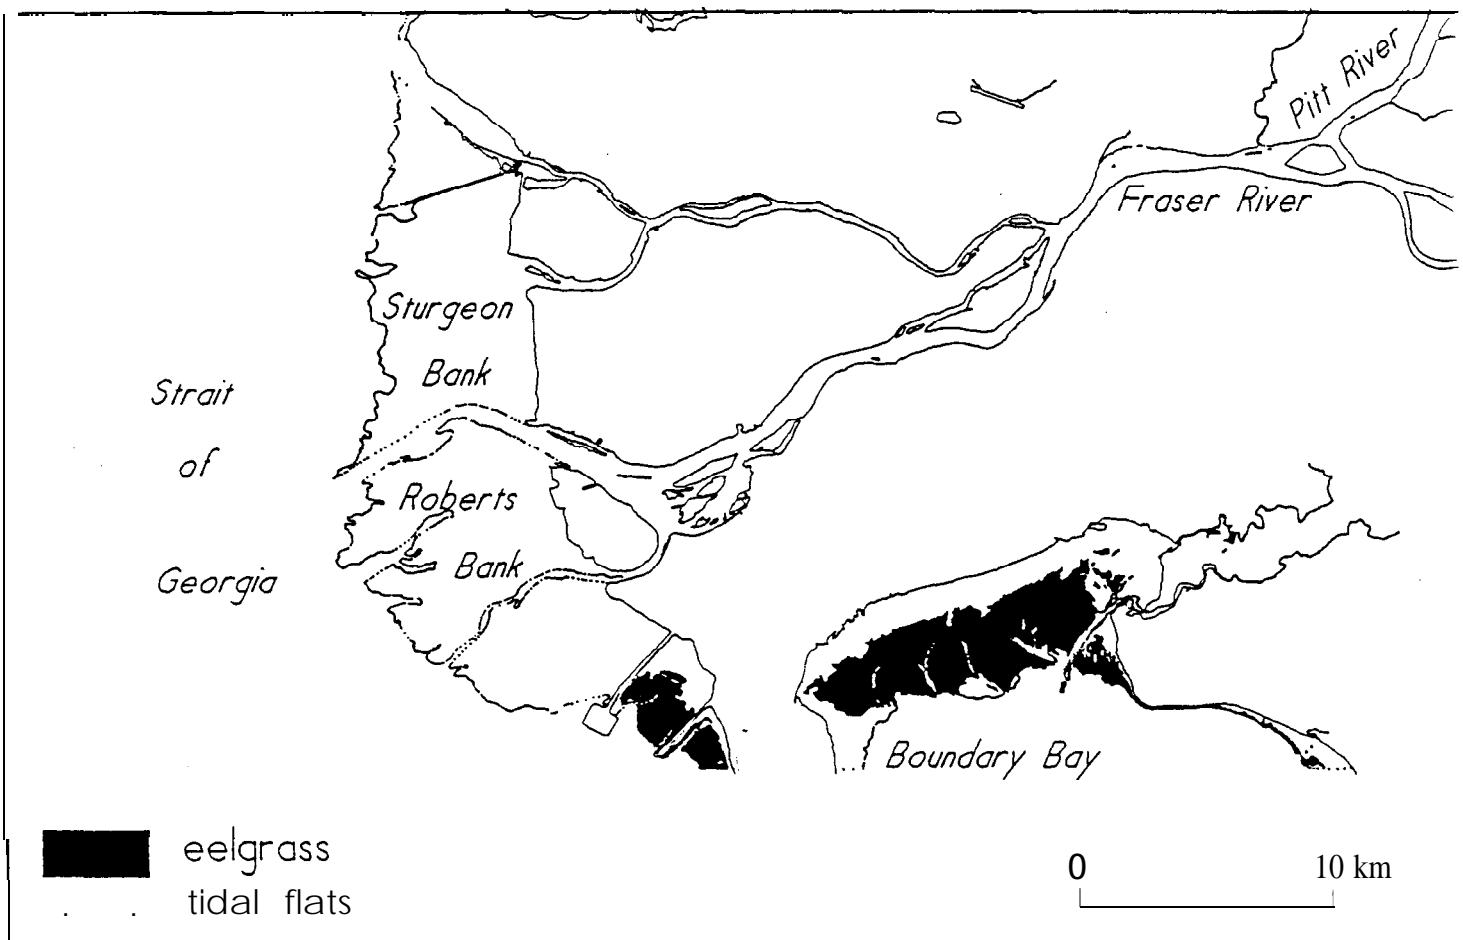 Pitt River
Fraser River
Sturgeon
Bank
Strait
of
Georgia
Roberts
Bank
Boundary Bay
eelgrass
tidal flats
0 10 km